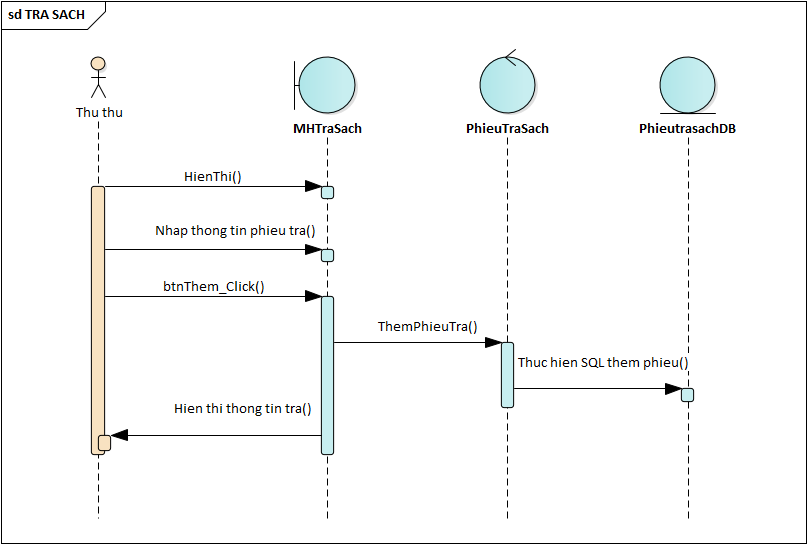 sd TRA SACH
Thu thu
MHTraSach
PhieuTraSach
PhieutrasachDB
HienThi()
Nhap thong tin phieu tra()
btnThem_Click()
ThemPhieuTra()
Thuc hien SQL them phieu()
Hien thi thong tin tra()